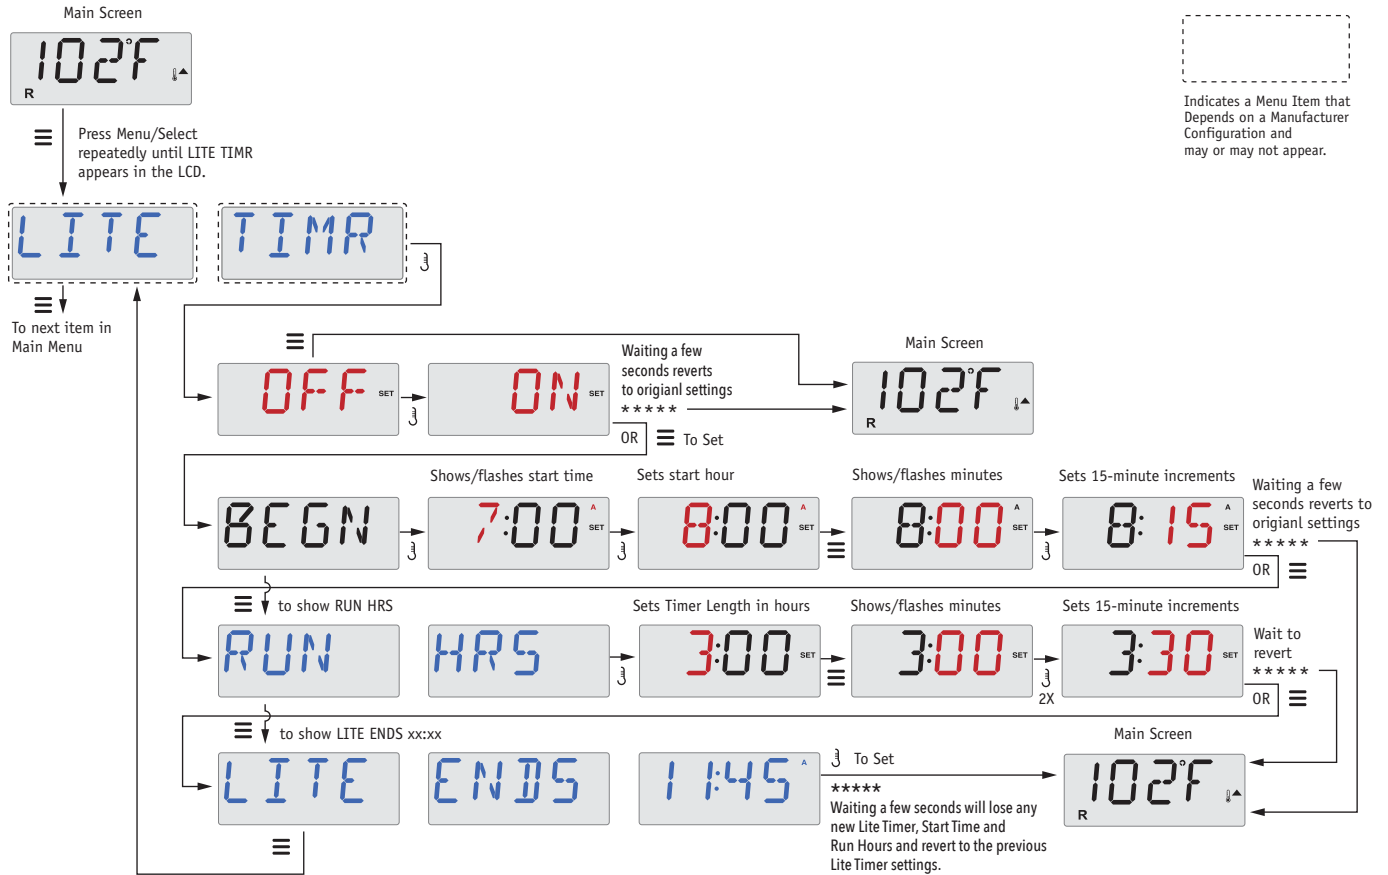 Main Screen
102°F
R
Indicates a Menu Item that
Depends on a Manufacturer
Configuration and
may or may not appear.
Press Menu/Select
repeatedly until LITE TIMR
appears in the LCD.
LITE
TIMR
To next item in
Main Menu
OFF SET
ON SET
Waiting a few
seconds reverts
to origianl settings
*****
OR
To Set
Main Screen
102°F
R
BEGN
Shows/flashes start time
7:00 A SET
Sets start hour
8:00 A SET
Shows/flashes minutes
8:00 A SET
Sets 15-minute increments
8:15 A SET
Waiting a few
seconds reverts to
origianl settings
*****
OR
to show RUN HRS
RUN
HRS
Sets Timer Length in hours
3:00 SET
Shows/flashes minutes
3:00 SET
2X
Sets 15-minute increments
3:30 SET
Wait to
revert
*****
OR
to show LITE ENDS xx:xx
LITE
ENDS
11:45 A
To Set
*****
Waiting a few seconds will lose any
new Lite Timer, Start Time and
Run Hours and revert to the previous
Lite Timer settings.
Main Screen
102°F
R